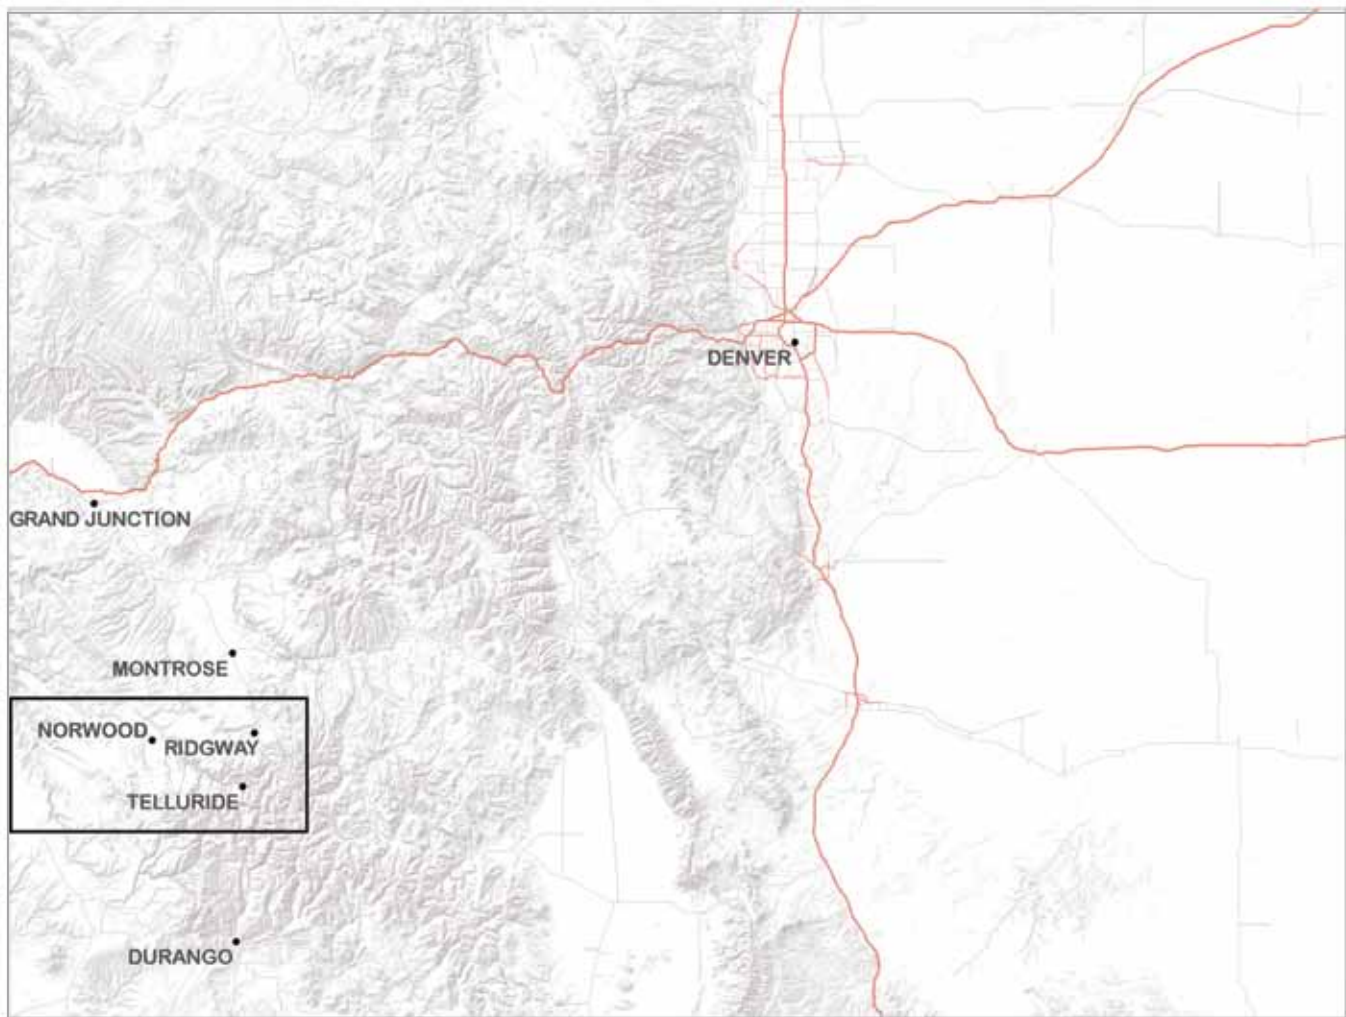 DENVER
GRAND JUNCTION
MONTROSE
NORWOOD
RIDGWAY
TELLURIDE
DURANGO